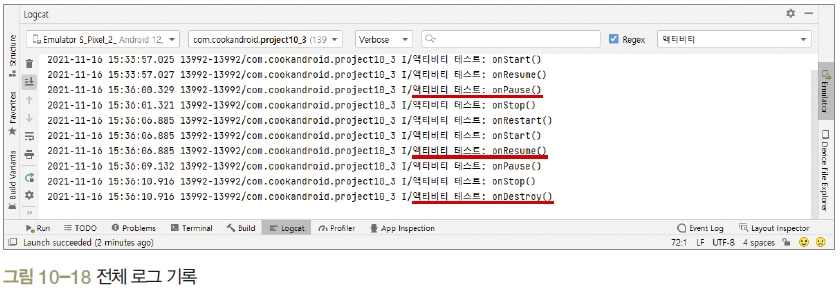 Logcat
Emulator S_Pixel_2_ Android 12,
com.cookandroid.project10_3 (139
Verbose
Regex
액티비티
Structure
Favorites
Build Variants
2021-11-16 15:33:57.025 13992-13992/com.cookandroid.project10_3 I/액티비티 테스트: onStart()
2021-11-16 15:33:57.027 13992-13992/com.cookandroid.project10_3 I/액티비티 테스트: onResume()
2021-11-16 15:36:00.329 13992-13992/com.cookandroid.project10_3 I/액티비티 테스트: onPause()
2021-11-16 15:36:01.321 13992-13992/com.cookandroid.project10_3 I/액티비티 테스트: onStop()
2021-11-16 15:36:06.885 13992-13992/com.cookandroid.project10_3 I/액티비티 테스트: onRestart()
2021-11-16 15:36:06.885 13992-13992/com.cookandroid.project10_3 I/액티비티 테스트: onStart()
2021-11-16 15:36:06.885 13992-13992/com.cookandroid.project10_3 I/액티비티 테스트: onResume()
2021-11-16 15:36:09.132 13992-13992/com.cookandroid.project10_3 I/액티비티 테스트: onPause()
2021-11-16 15:36:10.916 13992-13992/com.cookandroid.project10_3 I/액티비티 테스트: onStop()
2021-11-16 15:36:10.916 13992-13992/com.cookandroid.project10_3 I/액티비티 테스트: onDestroy()
Emulator
Device File Explorer
Run TODO Problems Terminal Build Logcat Profiler App Inspection Event Log Layout Inspector
Launch succeeded (2 minutes ago) 72:1 LF UTF-8 4 spaces
그림 10-18 전체 로그 기록